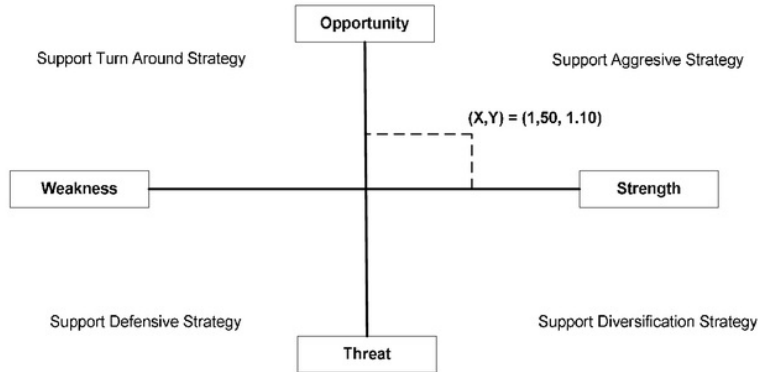 Opportunity
Support Turn Around Strategy
Support Aggresive Strategy
(X,Y) = (1,50, 1.10)
Weakness
Strength
Support Defensive Strategy
Support Diversification Strategy
Threat